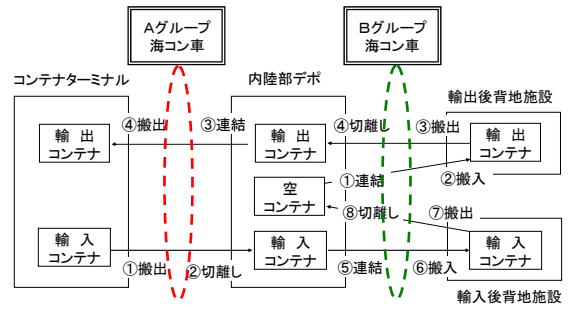 Aグループ
海コン車
Bグループ
海コン車
コンテナターミナル
内陸部デポ
輸出後背地施設
④搬出
③連結
④切離し
③搬出
輸 出
コンテナ
輸 出
コンテナ
輸 出
コンテナ
①連結
②搬入
空
コンテナ
⑧切離し
⑦搬出
輸 入
コンテナ
輸 入
コンテナ
輸 入
コンテナ
①搬出
②切離し
⑤連結
⑥搬入
輸入後背地施設